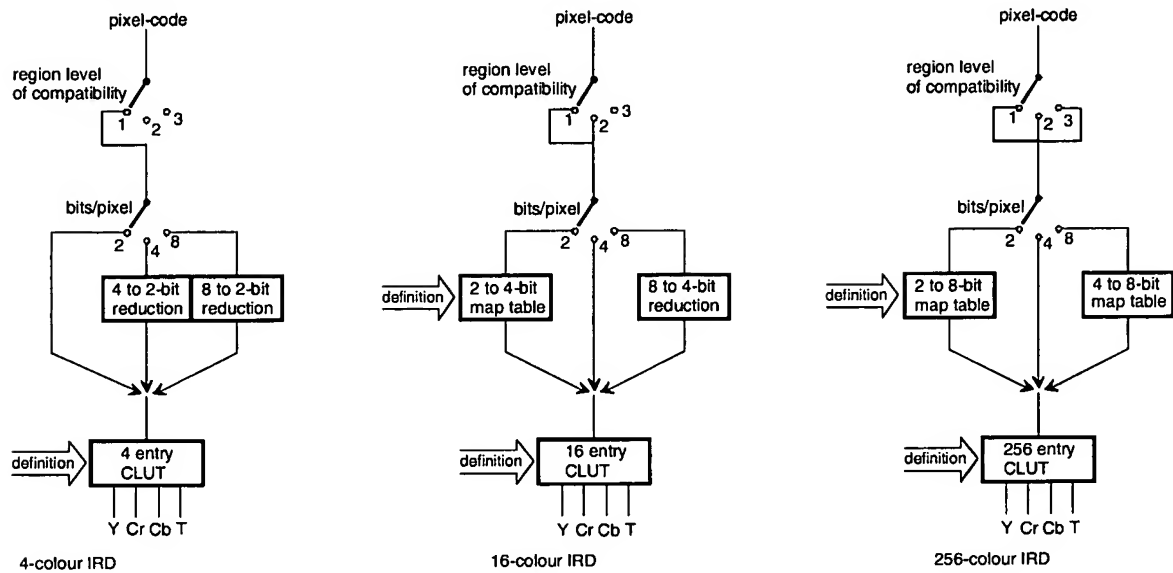 pixel-code
region level
of compatibility
1
2
3
bits/pixel
2
4
8
4 to 2-bit
reduction
8 to 2-bit
reduction
definition
4 entry
CLUT
Y Cr Cb T
4-colour IRD
pixel-code
region level
of compatibility
1
2
3
bits/pixel
2
4
8
definition
2 to 4-bit
map table
8 to 4-bit
reduction
definition
16 entry
CLUT
Y Cr Cb T
16-colour IRD
pixel-code
region level
of compatibility
1
2
3
bits/pixel
2
4
8
definition
2 to 8-bit
map table
4 to 8-bit
map table
definition
256 entry
CLUT
Y Cr Cb T
256-colour IRD